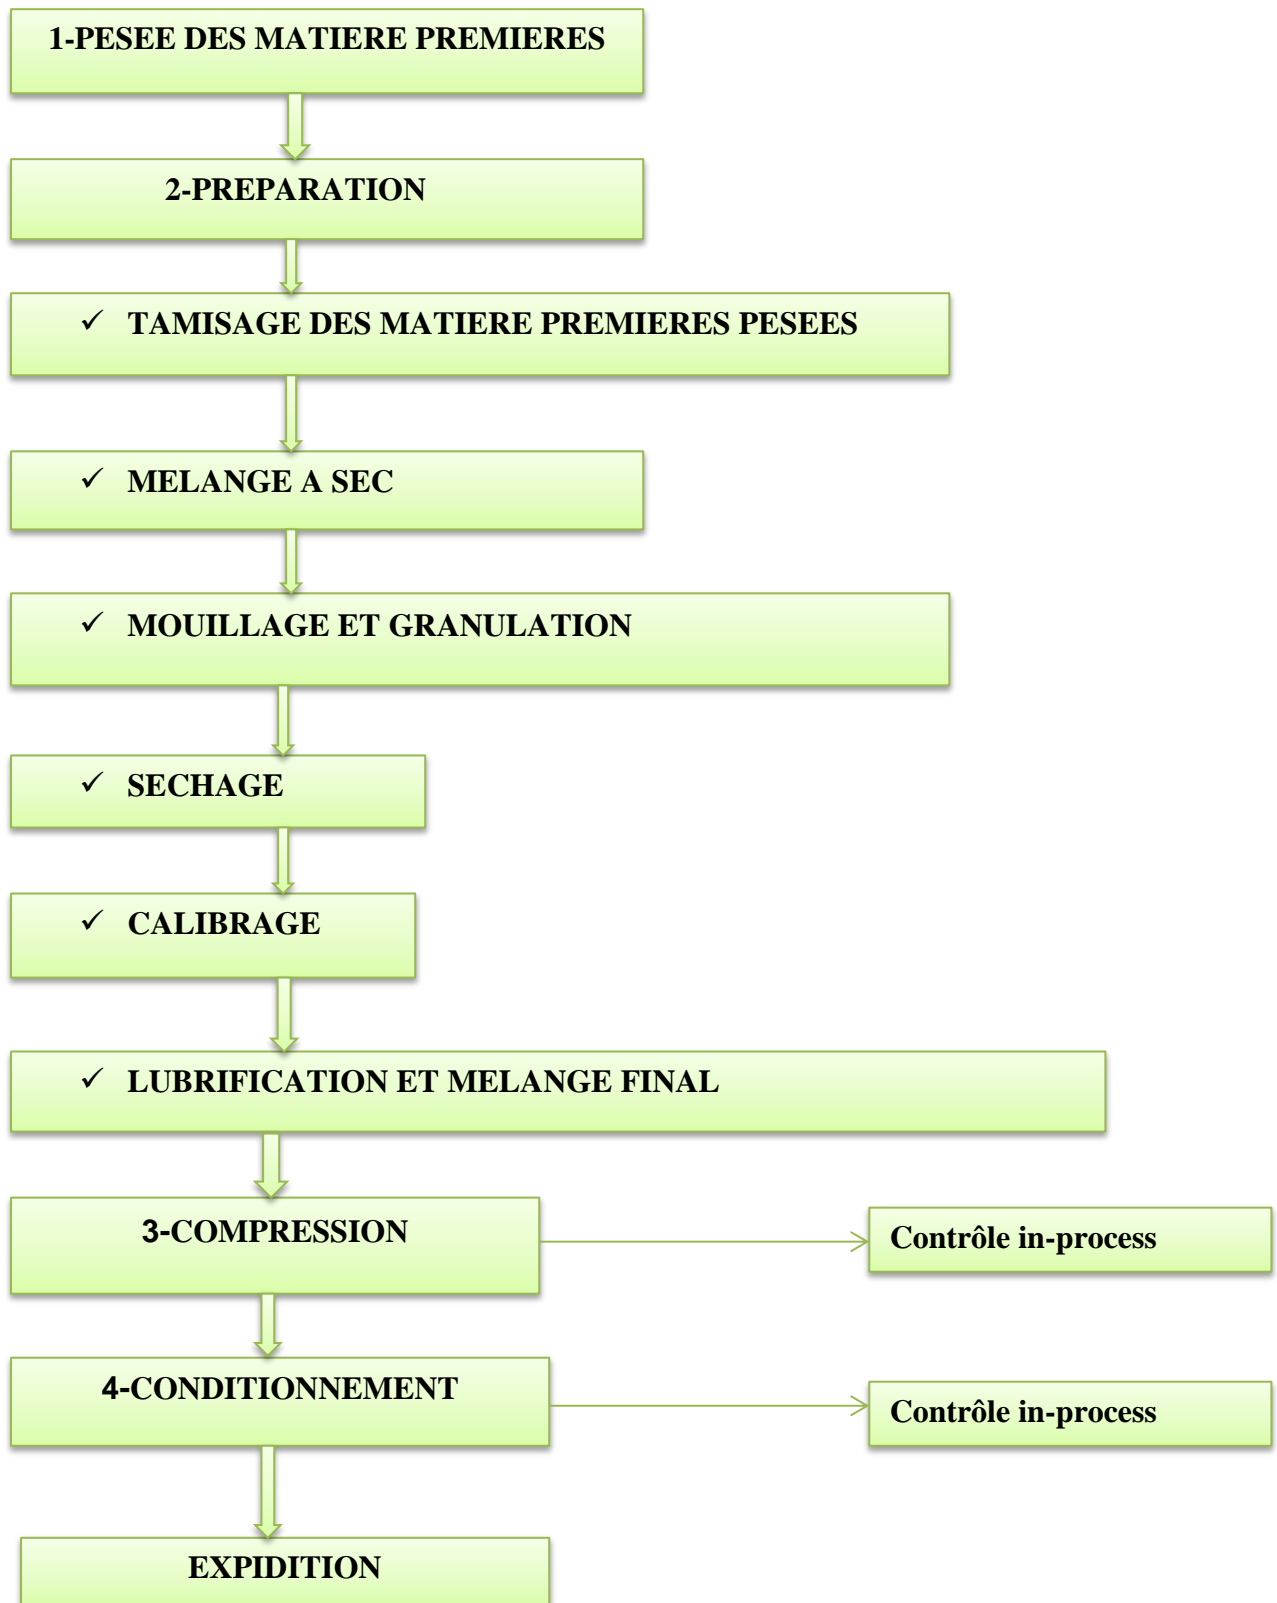 1-PESEE DES MATIERE PREMIERES
2-PREPARATION
✓ TAMISAGE DES MATIERE PREMIERES PESEES
✓ MELANGE A SEC
✓ MOUILLAGE ET GRANULATION
✓ SECHAGE
✓ CALIBRAGE
✓ LUBRIFICATION ET MELANGE FINAL
3-COMPRESSION
Contrôle in-process
4-CONDITIONNEMENT
Contrôle in-process
EXPIDITION